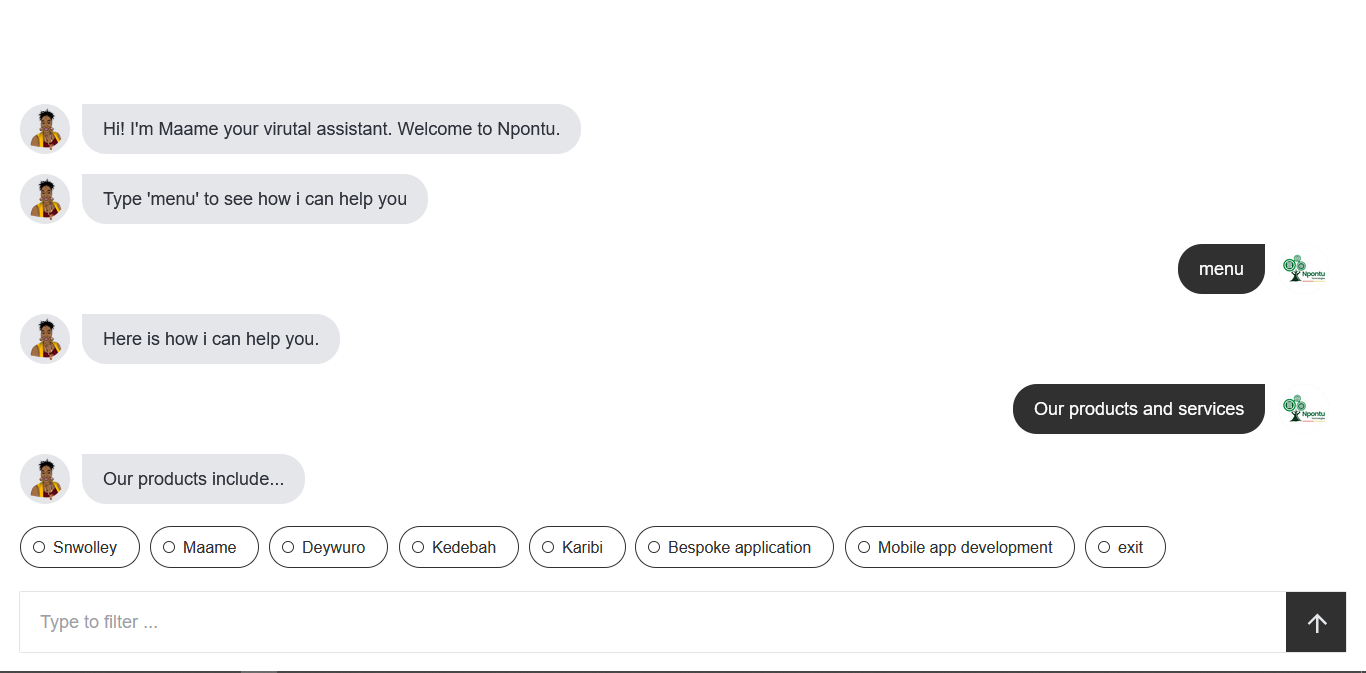 Hi! I'm Maame your virutal assistant. Welcome to Npontu.
Type 'menu' to see how i can help you
menu
Npontu
Here is how i can help you.
Our products and services
Npontu
Our products include...
Snwolley Maame Deywuro Kedebah Karibi Bespoke application Mobile app development exit
Type to filter ...